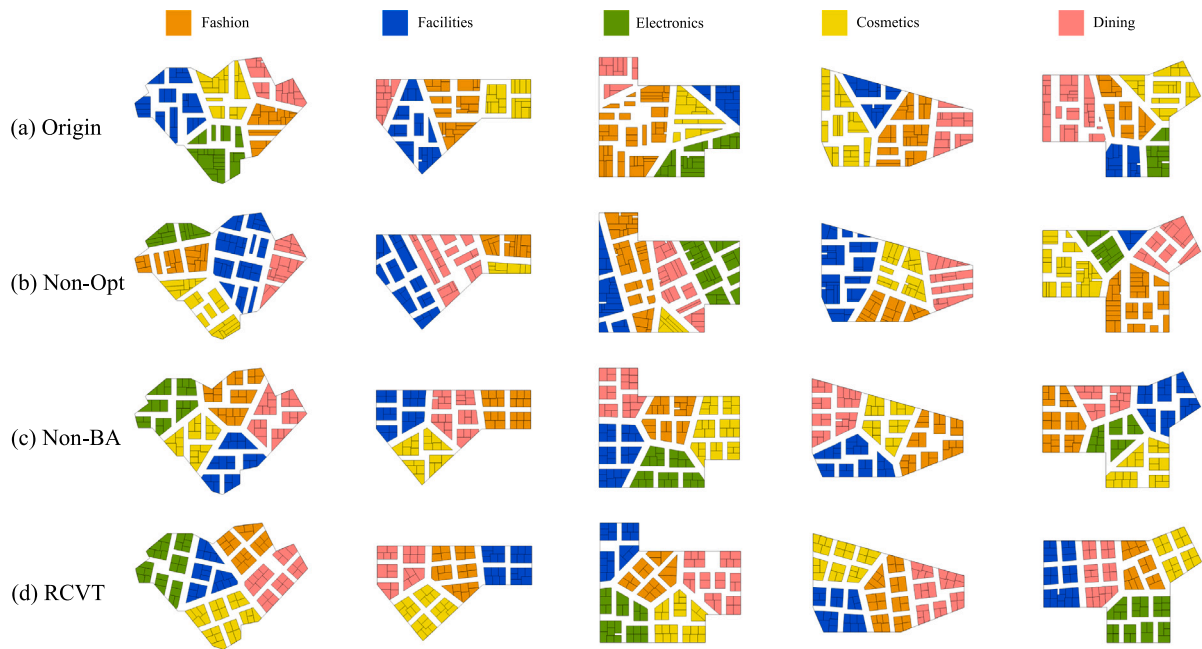 Fashion Facilities Electronics Cosmetics Dining
(a) Origin
(b) Non-Opt
(c) Non-BA
(d) RCVT